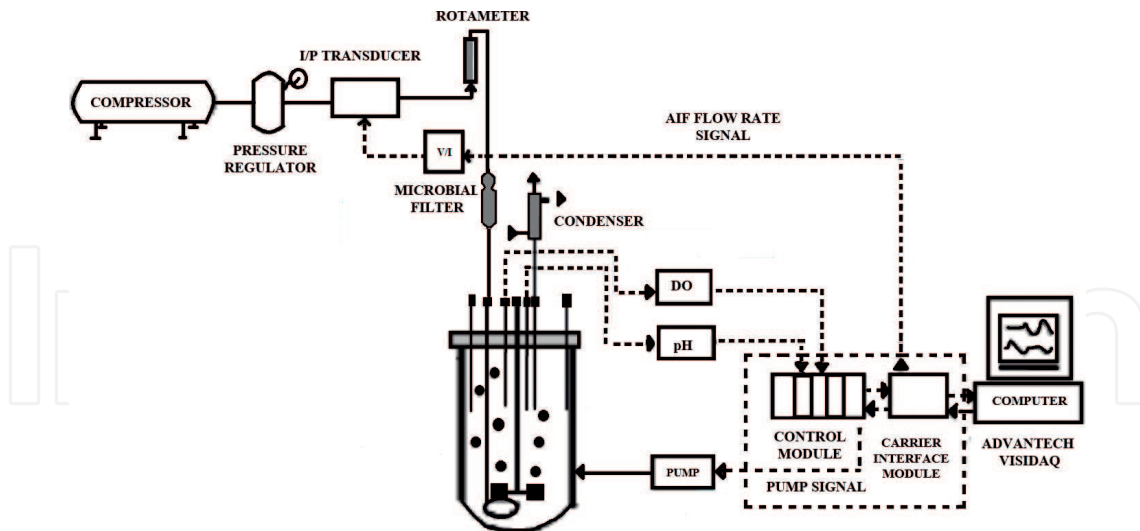 ROTAMETER
I/P TRANSDUCER
COMPRESSOR
PRESSURE
REGULATOR
V/I
AIF FLOW RATE
SIGNAL
MICROBIAL
FILTER
CONDENSER
DO
pH
COMPUTER
CONTROL
MODULE
CARRIER
INTERFACE
MODULE
ADVANTECH
VISIDAQ
PUMP
PUMP SIGNAL